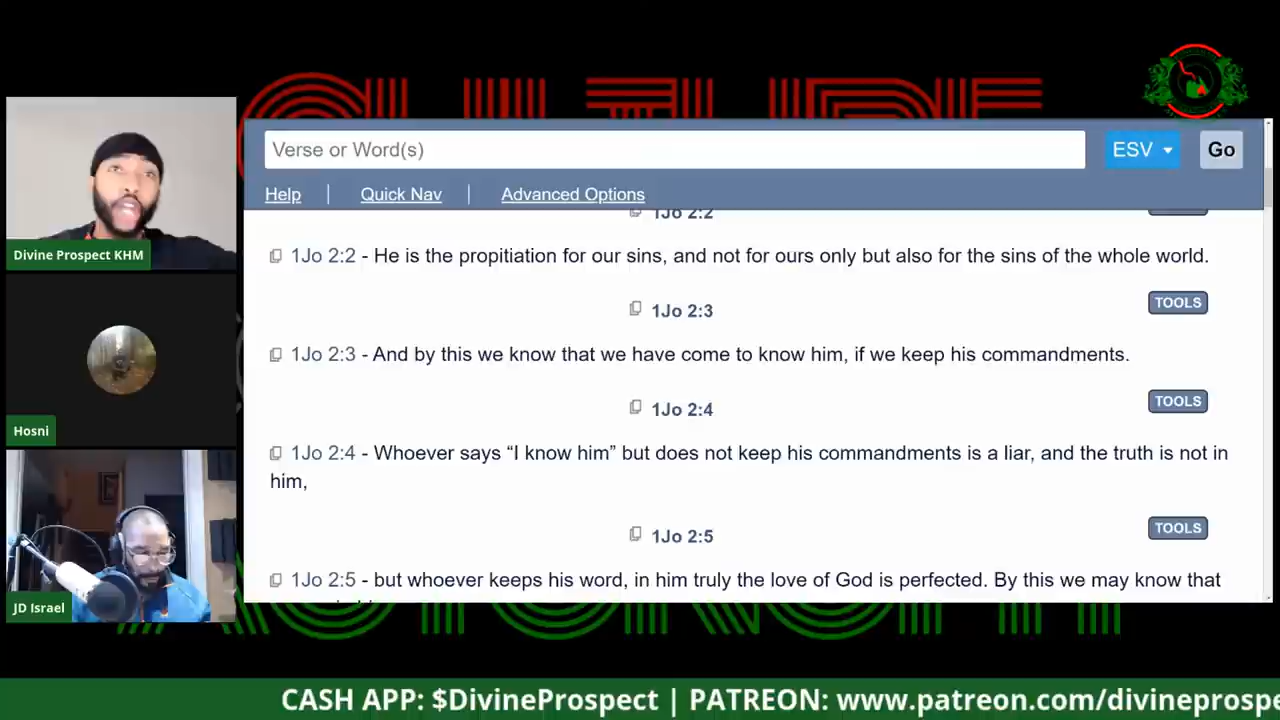 Verse or Word(s)
ESV
Go
Help | Quick Nav | Advanced Options
1Jo 2:2
1Jo 2:2 - He is the propitiation for our sins, and not for ours only but also for the sins of the whole world.
1Jo 2:3
TOOLS
1Jo 2:3 - And by this we know that we have come to know him, if we keep his commandments.
1Jo 2:4
TOOLS
1Jo 2:4 - Whoever says “I know him” but does not keep his commandments is a liar, and the truth is not in
him,
1Jo 2:5
TOOLS
1Jo 2:5 - but whoever keeps his word, in him truly the love of God is perfected. By this we may know that
Divine Prospect KHM
Hosni
JD Israel
CASH APP: $DivineProspect | PATREON: www.patreon.com/divineprospe